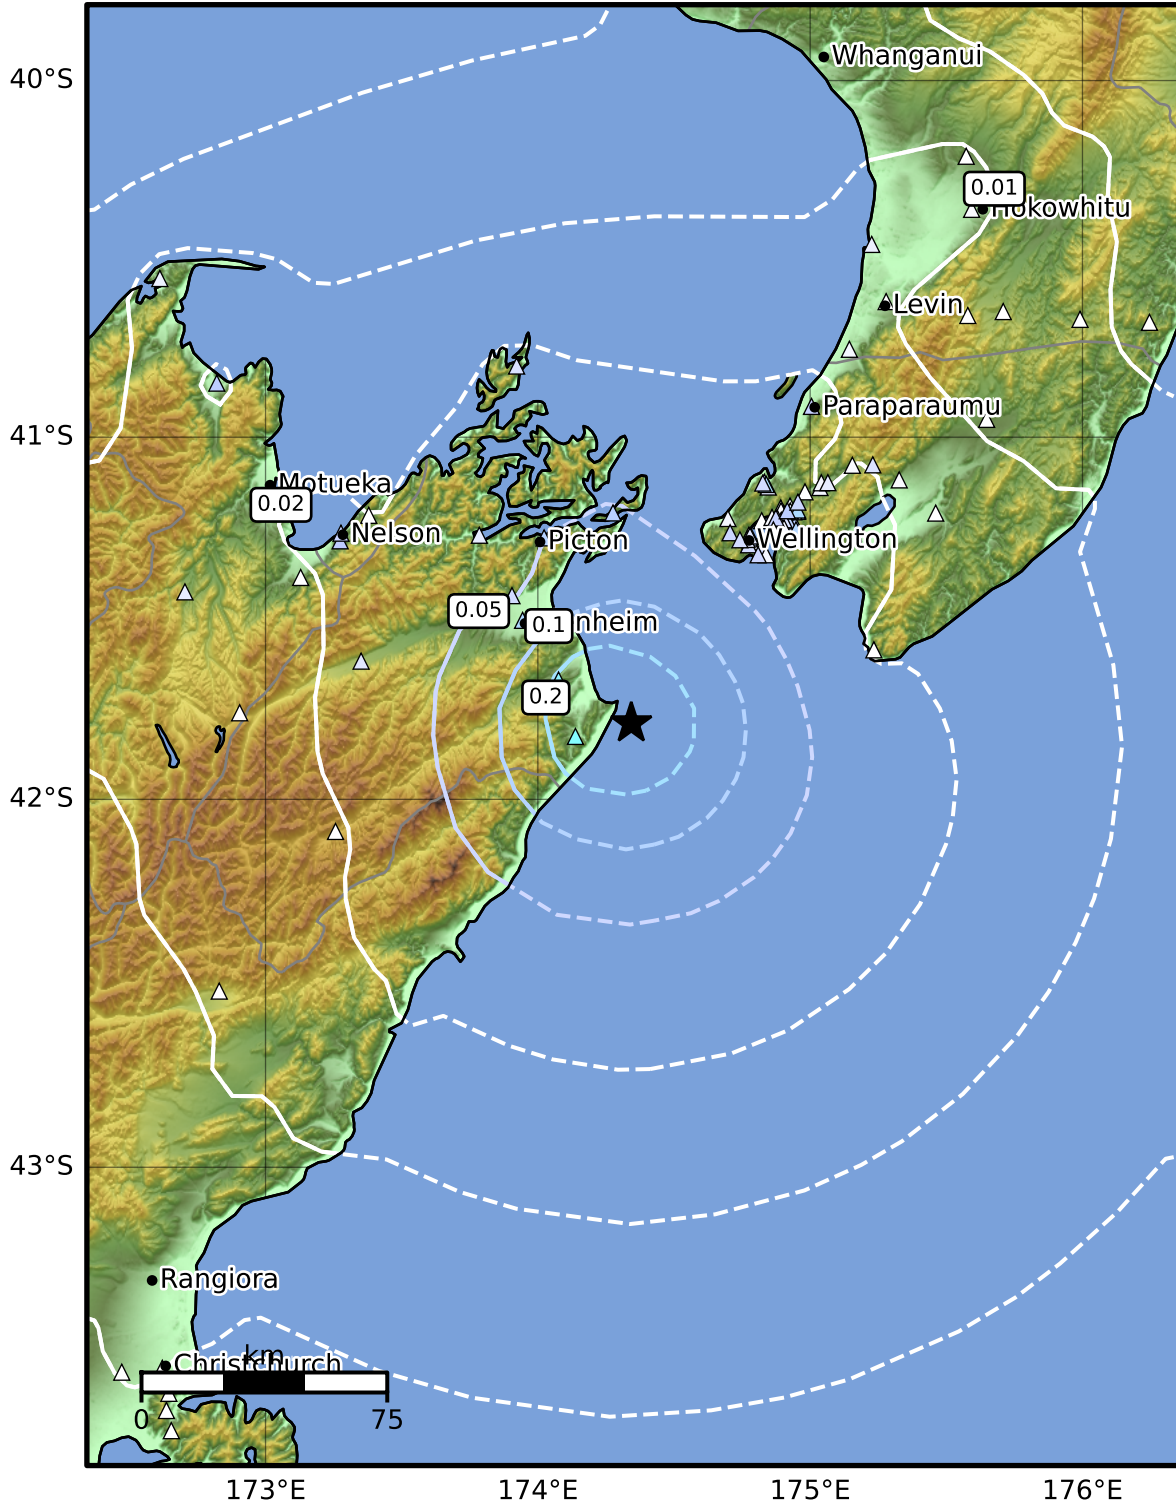 40°S
Whanganui
0.01
Hokowhitu
Levin
Paraparaumu
41°S
Motueka
0.02
Nelson
Picton
Wellington
0.05
0.1
nheim
0.2
42°S
43°S
Rangiora
km
Christchurch
0
75
173°E
174°E
175°E
176°E